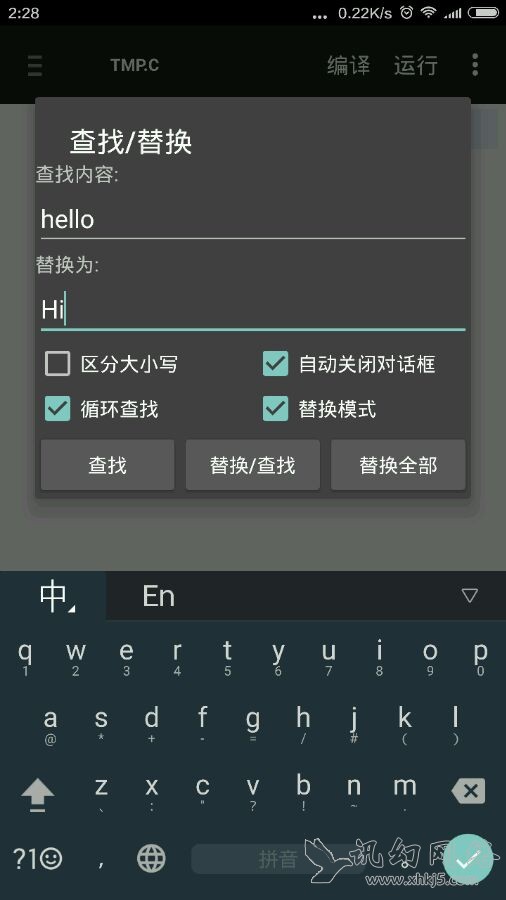 2:28
... 0.22K/s
TMP.C 编译 运行
查找/替换
查找内容:
hello
替换为:
Hi
区分大小写 自动关闭对话框
循环查找 替换模式
查找 替换/查找 替换全部
中 En
q w e r t y u i o p
1 2 3 4 5 6 7 8 9 0
a s d f g h j k l
@ * + - = / # ( )
z x c v b n m
、 : " ? ! ~ .
?1☺ , 拼音
讯幻网
www.xhkj5.com